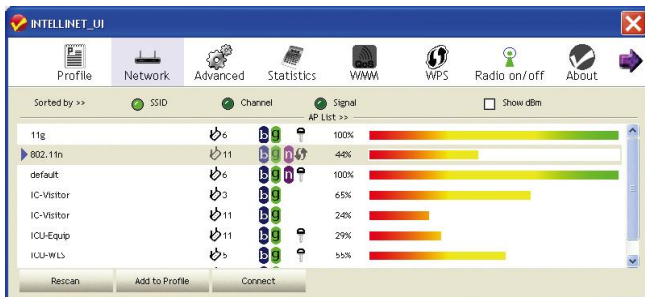 INTELLINET_UI
Profile Network Advanced Statistics QoS WMM WPS Radio on/off About
Sorted by >> SSID Channel Signal Show dBm
AP List >>
11g 6 b g 100%
802.11n 11 b g n 44%
default 6 b g n 100%
IC-Visitor 3 b g 65%
IC-Visitor 11 b g 24%
ICU-Equip 11 b g 29%
ICU-WLS 5 b g 55%
Rescan Add to Profile Connect